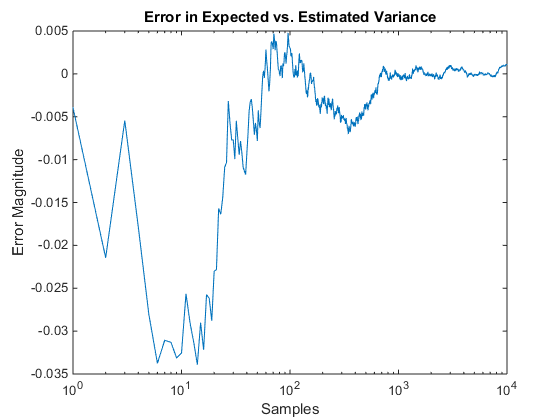 Error in Expected vs. Estimated Variance
0.005
0
-0.005
-0.01
-0.015
-0.02
-0.025
-0.03
-0.035
Error Magnitude
10^0 10^1 10^2 10^3 10^4
Samples